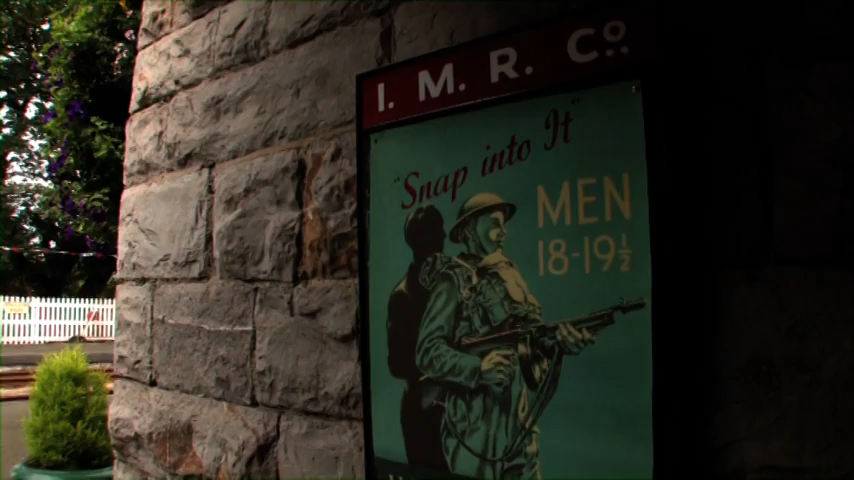 I. M. R. Cº
"Snap into It"
MEN
18-19½